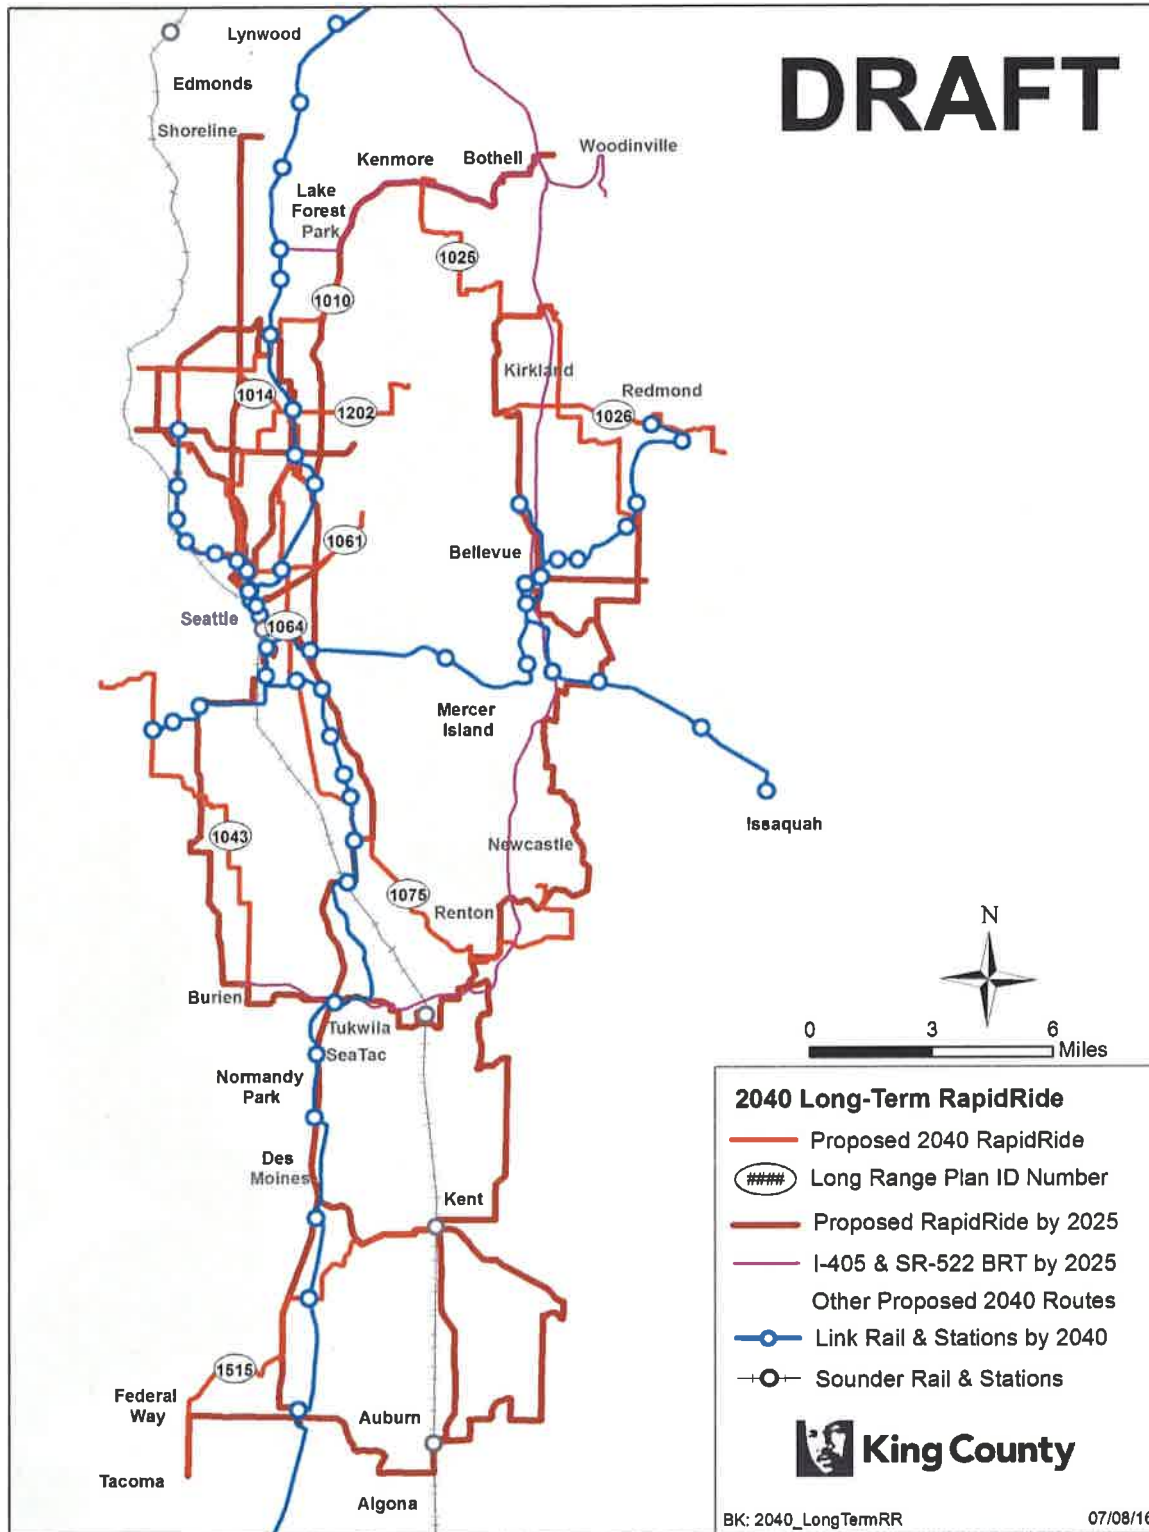 DRAFT
Lynwood
Edmonds
Shoreline
Kenmore
Bothell
Woodinville
Lake
Forest
Park
1025
1010
Kirkland
Redmond
1014
1202
1026
1061
Bellevue
Seattle
1064
Mercer
Island
Issaquah
1043
Newcastle
1075
Renton
N
Burien
Tukwila
SeaTac
0 3 6
Miles
Normandy
Park
Des
Moines
Kent
1515
Federal
Way
Auburn
Tacoma
Algona
2040 Long-Term RapidRide
Proposed 2040 RapidRide
#### Long Range Plan ID Number
Proposed RapidRide by 2025
I-405 & SR-522 BRT by 2025
Other Proposed 2040 Routes
Link Rail & Stations by 2040
Sounder Rail & Stations
King County
BK: 2040_LongTermRR 07/08/16